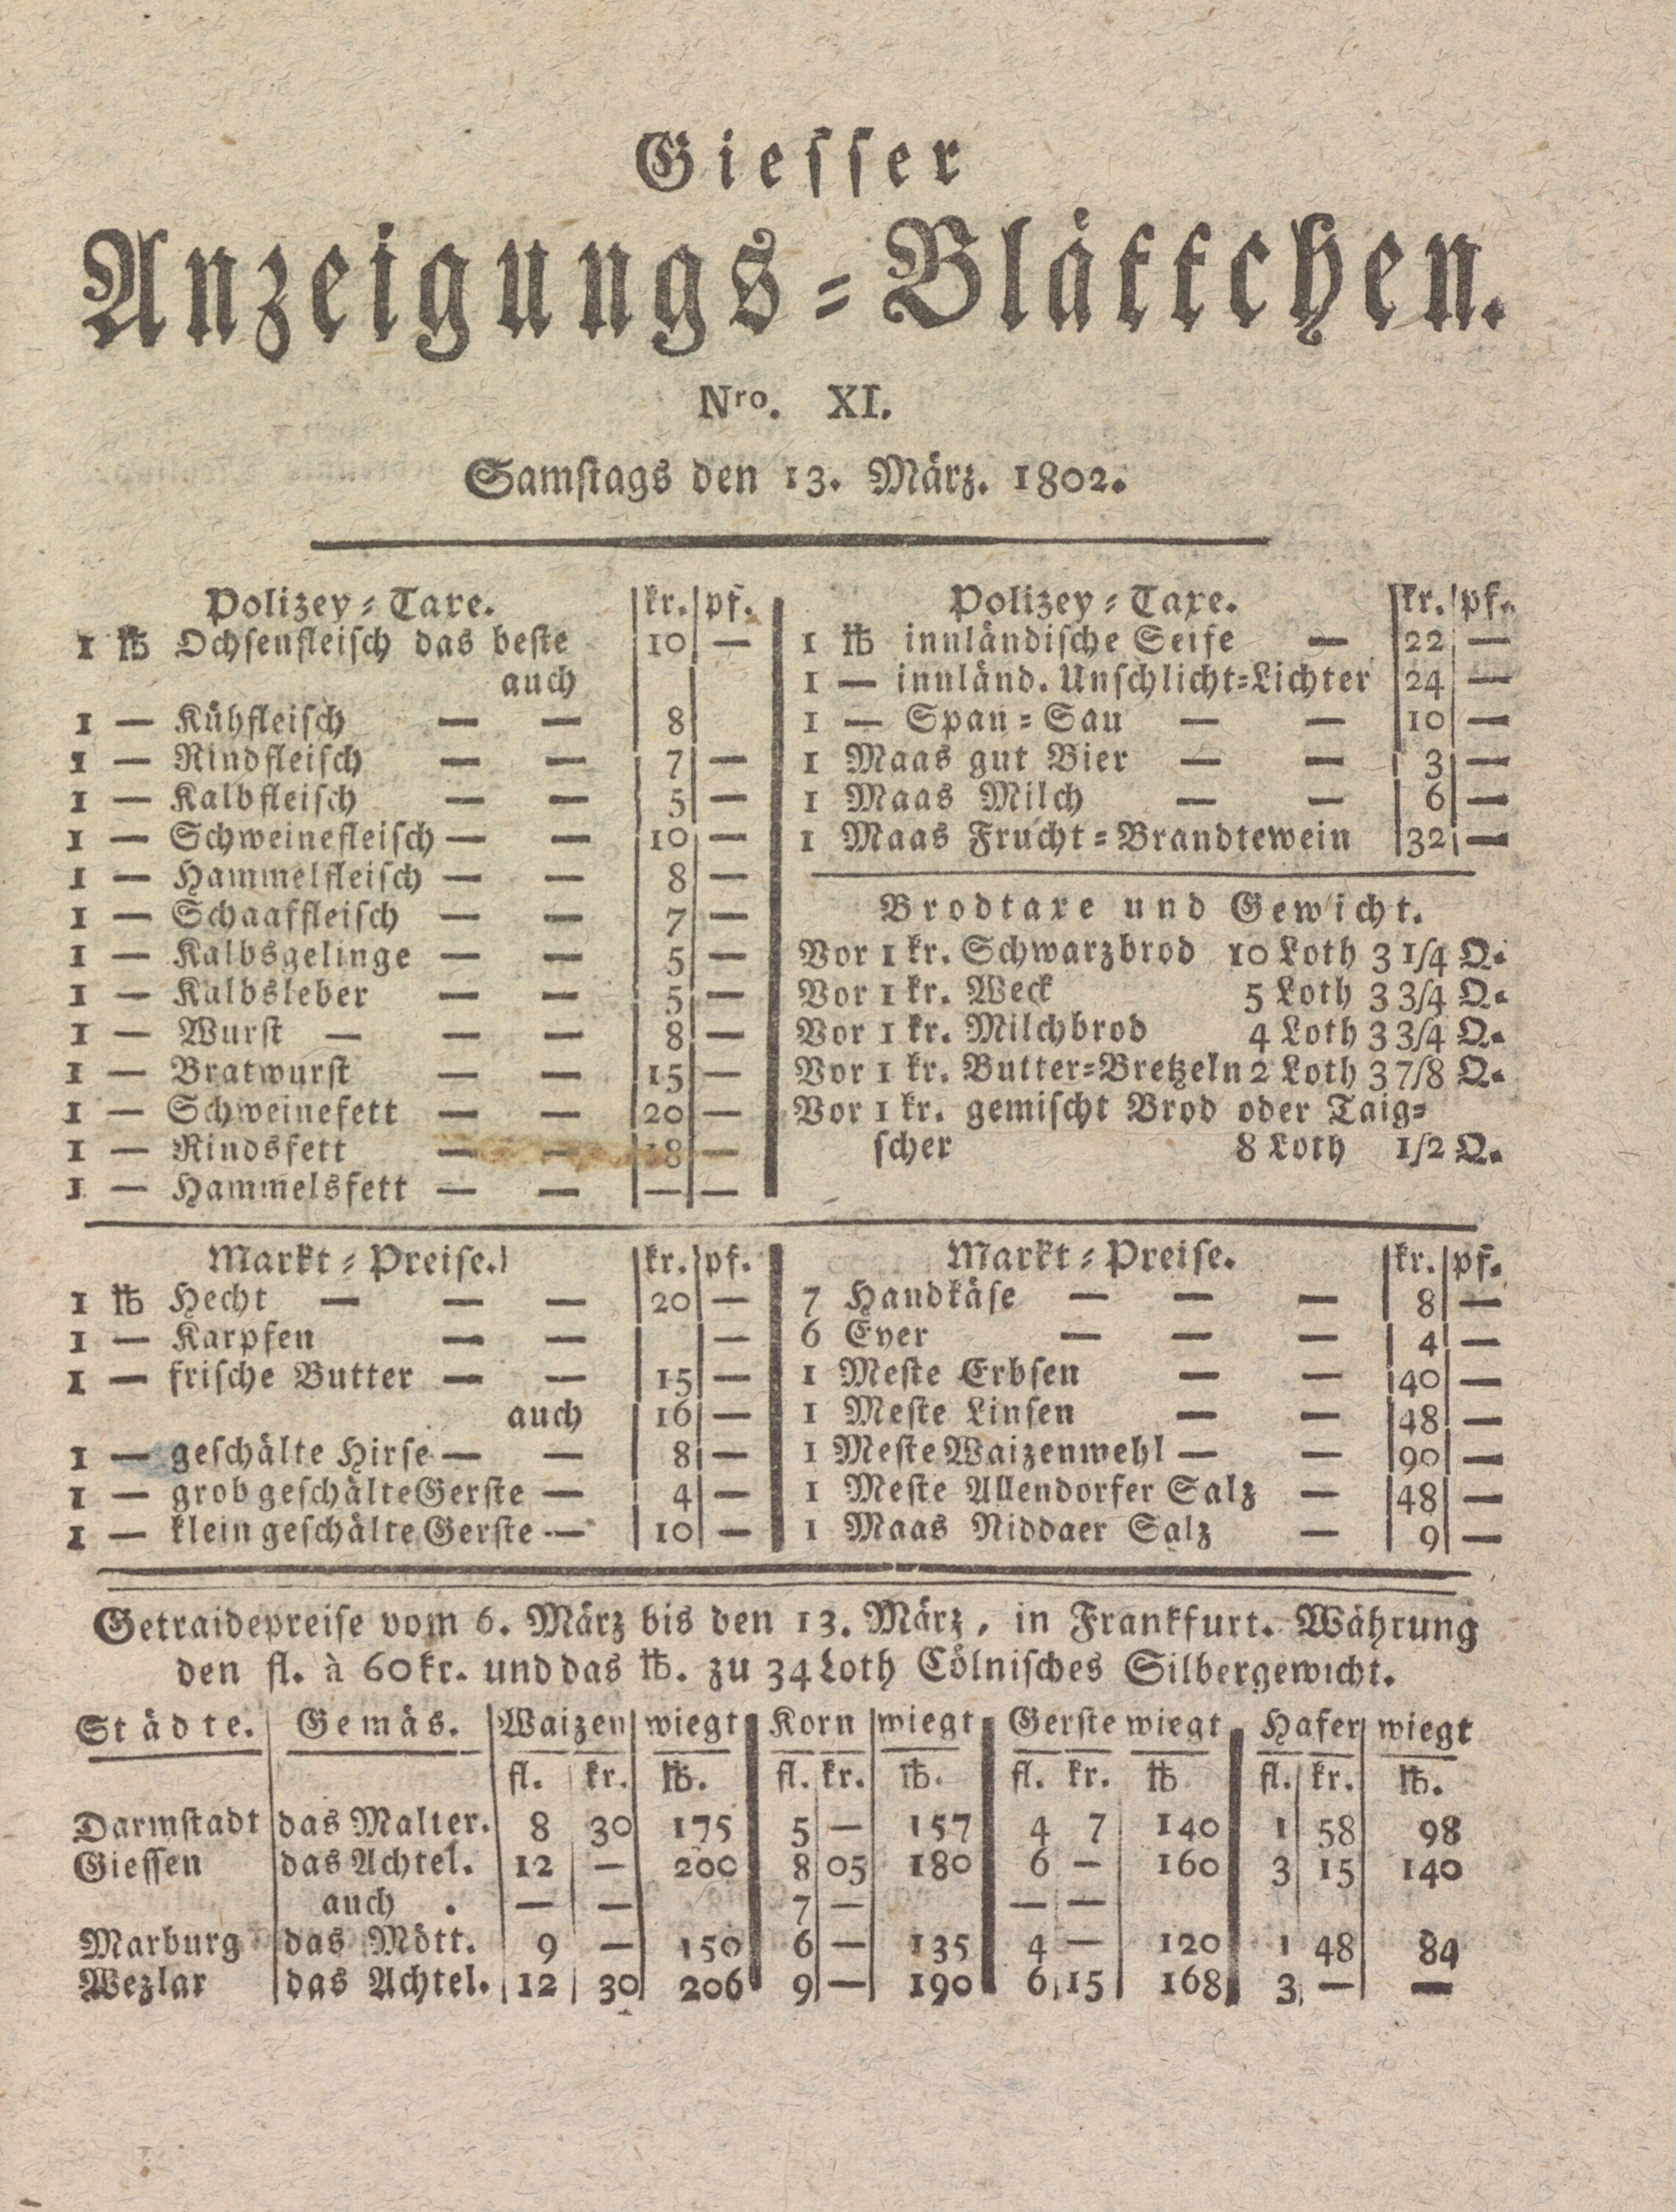 Giesser
Anzeigungs-Blättchen.
Nro. XI.
Samstags den 13. März. 1802.
Polizey-Taxe. kr. pf.
1 ℔ Ochsenfleisch das beste 10 —
auch
1 — Kühfleisch — — 8
1 — Rindfleisch — — 7 —
1 — Kalbfleisch — — 5 —
1 — Schweinefleisch — — 10 —
1 — Hammelfleisch — — 8 —
1 — Schaaffleisch — — 7 —
1 — Kalbsgelinge — — 5 —
1 — Kalbsleber — — 5 —
1 — Wurst — — — 8 —
1 — Bratwurst — — 15 —
1 — Schweinefett — — 20 —
1 — Rindsfett — — 18 —
1 — Hammelsfett — — — —
Polizey-Taxe. kr. pf.
1 ℔ innländische Seife — 22 —
1 — innländ. Unschlicht-Lichter 24 —
1 — Span-Sau — — 10 —
1 Maas gut Bier — — 3 —
1 Maas Milch — — 6 —
1 Maas Frucht-Brandtewein 32 —
Brodtaxe und Gewicht.
Vor 1 kr. Schwarzbrod 10 Loth 3 1/4 Q.
Vor 1 kr. Weck 5 Loth 3 3/4 Q.
Vor 1 kr. Milchbrod 4 Loth 3 3/4 Q.
Vor 1 kr. Butter-Bretzeln 2 Loth 3 7/8 Q.
Vor 1 kr. gemischt Brod oder Taig-
scher 8 Loth 1/2 Q.
Markt-Preise. kr. pf.
1 ℔ Hecht — — — 20 —
1 — Karpfen — — —
1 — frische Butter — — 15 —
auch 16 —
1 — geschälte Hirse — — 8 —
1 — grob geschälte Gerste — 4 —
1 — klein geschälte Gerste — 10 —
Markt-Preise. kr. pf.
7 Handkäse — — — 8 —
6 Eyer — — — 4 —
1 Meste Erbsen — — 40 —
1 Meste Linsen — — 48 —
1 Meste Waizenmehl — — 90 —
1 Meste Allendorfer Salz — 48 —
1 Maas Niddaer Salz — 9 —
Getraidepreise vom 6. März bis den 13. März, in Frankfurt. Währung
den fl. à 60 kr. und das ℔. zu 34 Loth Cölnisches Silbergewicht.
Städte. Gemäs. Waizen wiegt Korn wiegt Gerste wiegt Hafer wiegt
fl. kr. ℔. fl. kr. ℔. fl. kr. ℔ fl. kr. ℔.
Darmstadt das Malter. 8 30 175 5 — 157 4 7 140 1 58 98
Giessen das Achtel. 12 — 200 8 05 180 6 — 160 3 15 140
auch . — — 7 — — —
Marburg das Mött. 9 — 150 6 — 135 4 — 120 1 48 84
Wezlar das Achtel. 12 30 206 9 — 190 6 15 168 3 — —